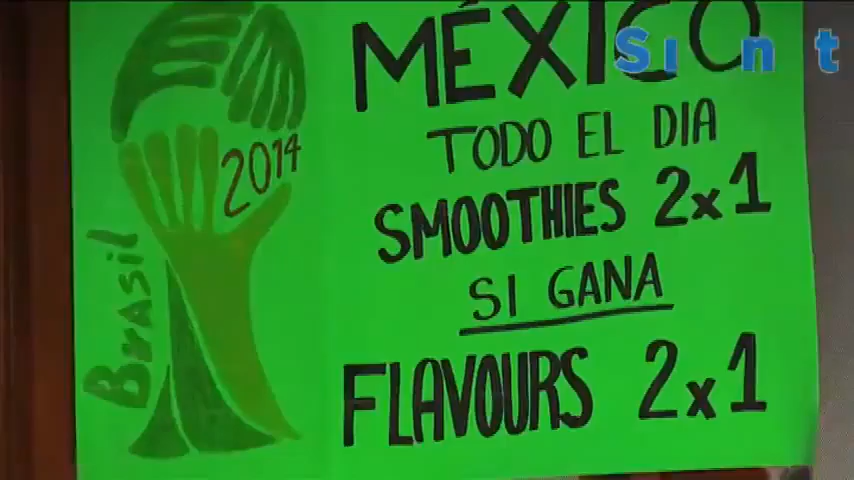 MÉXICO
TODO EL DIA
SMOOTHIES 2x1
SI GANA
FLAVOURS 2x1
2014
Brasil